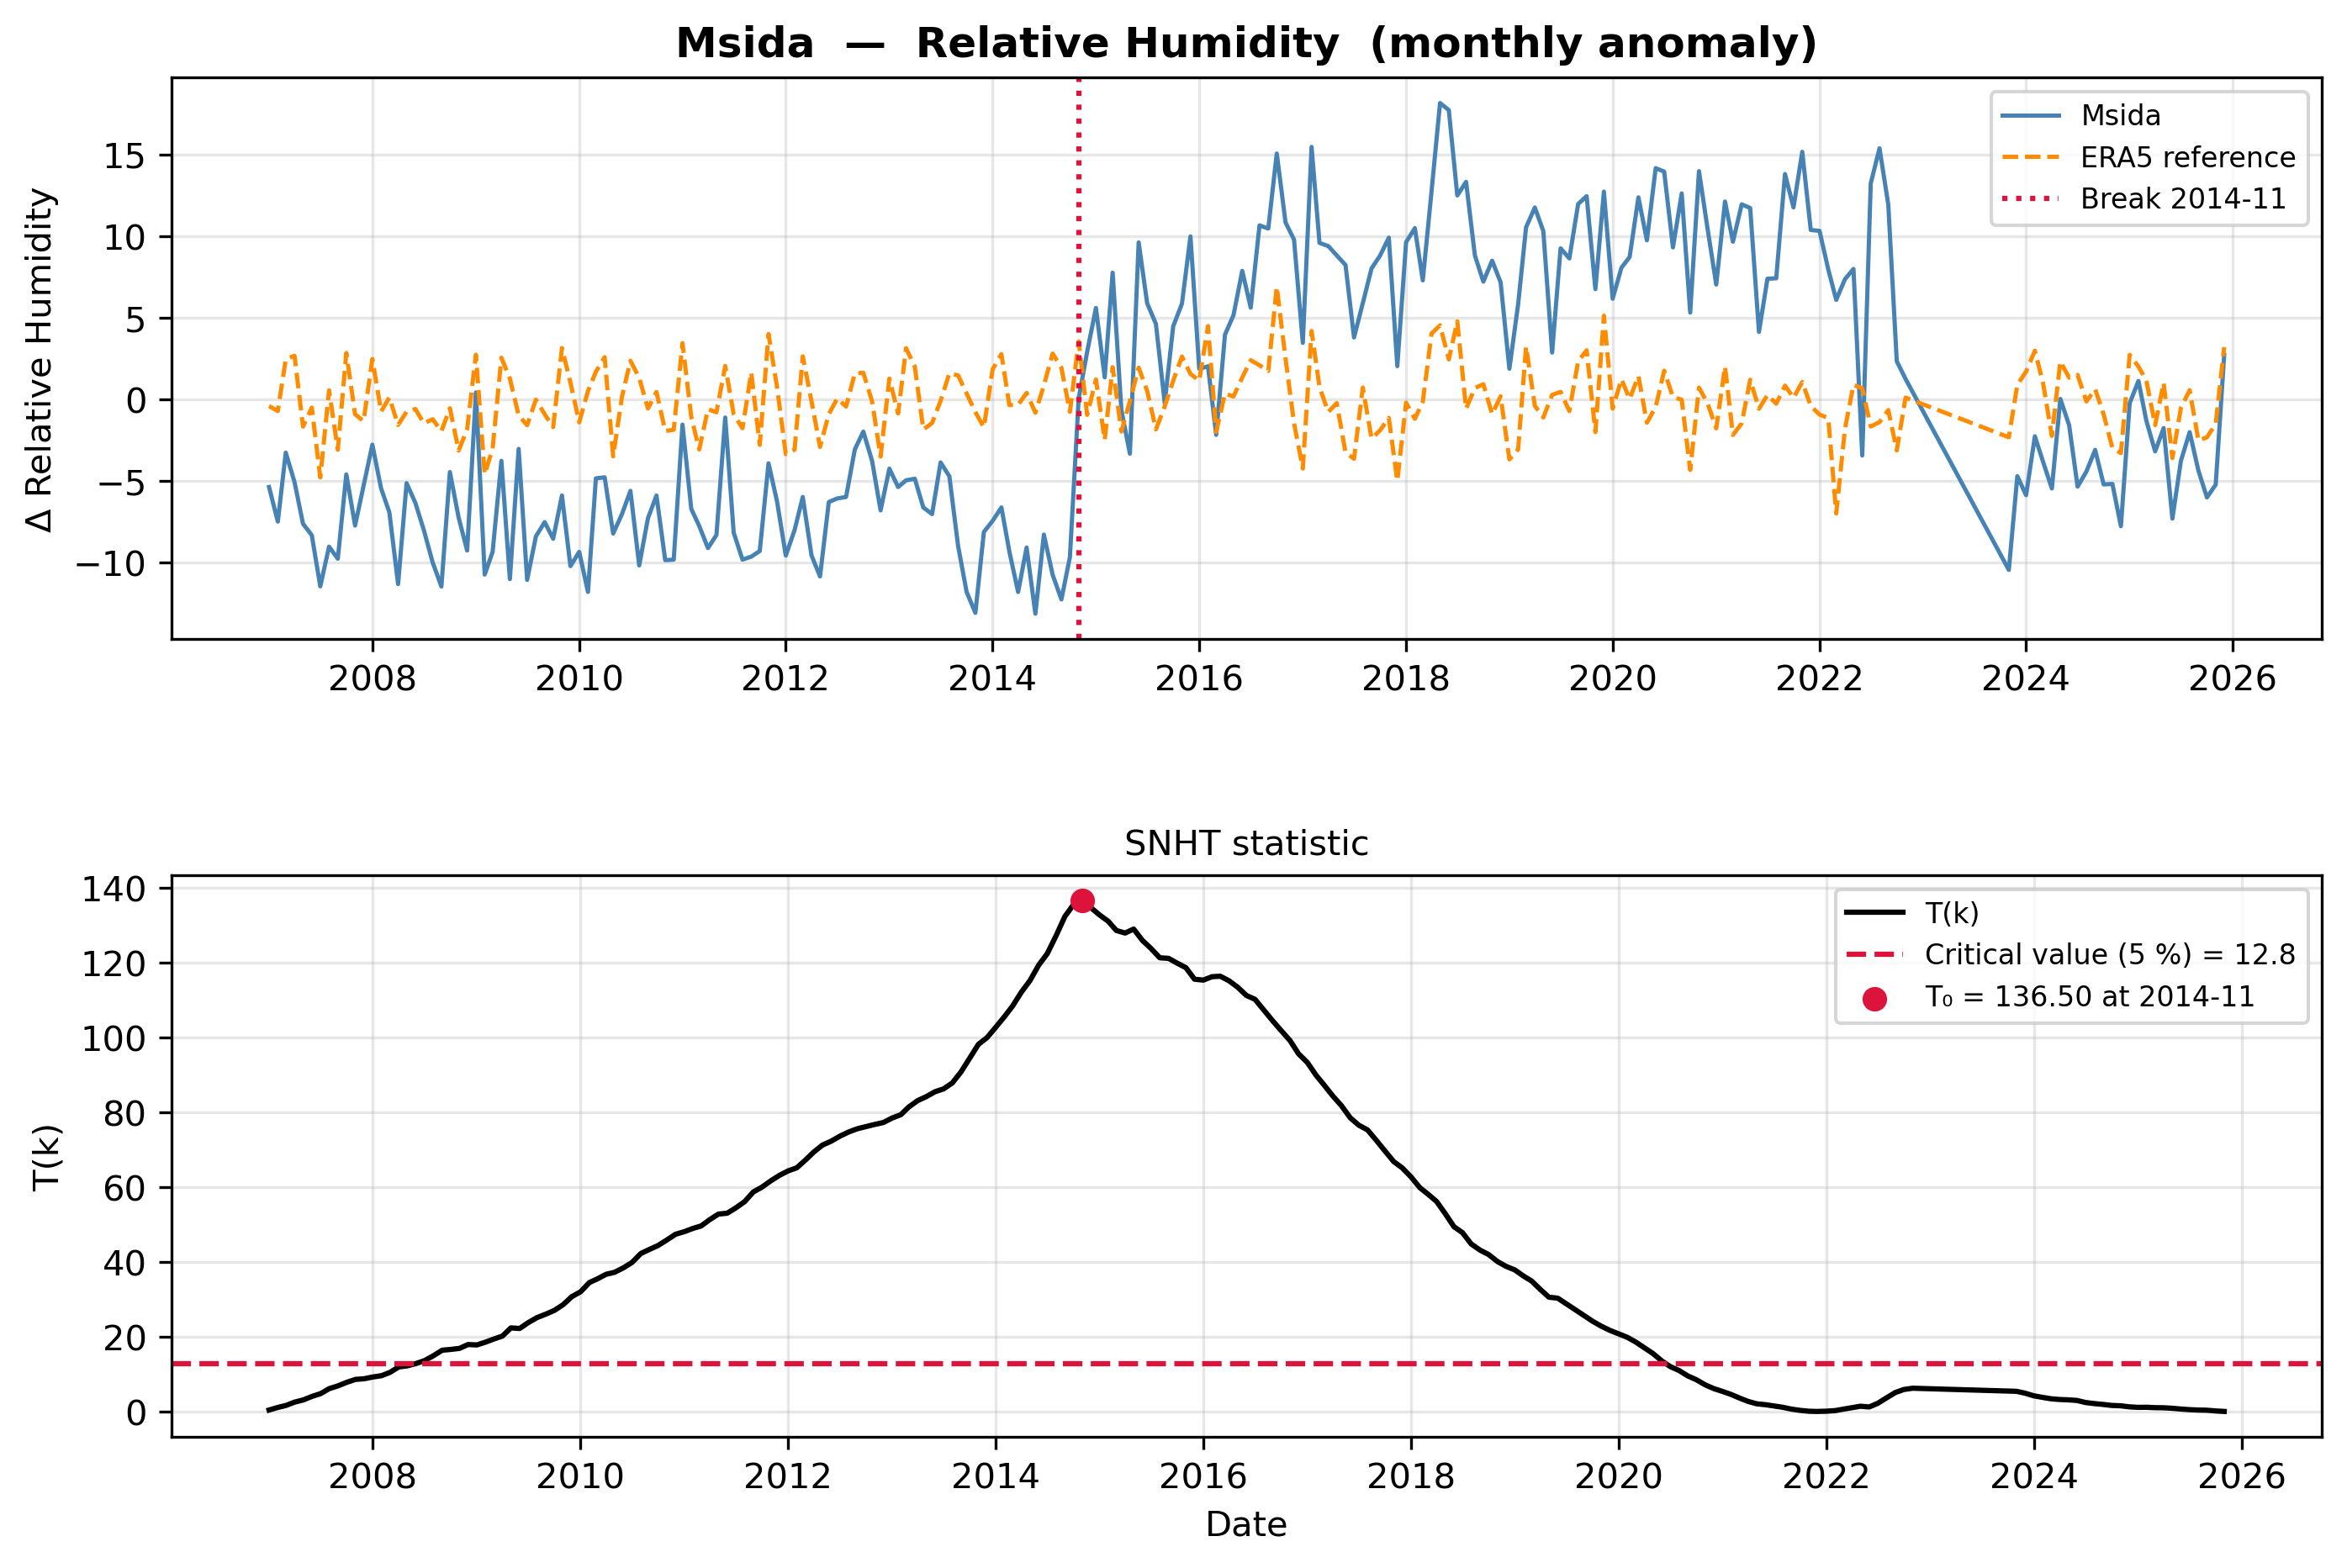 Msida — Relative Humidity (monthly anomaly)
Δ Relative Humidity
15
10
5
0
−5
−10
Msida
ERA5 reference
Break 2014-11
2008 2010 2012 2014 2016 2018 2020 2022 2024 2026
SNHT statistic
T(k)
140
120
100
80
60
40
20
0
T(k)
Critical value (5 %) = 12.8
T₀ = 136.50 at 2014-11
2008 2010 2012 2014 2016 2018 2020 2022 2024 2026
Date